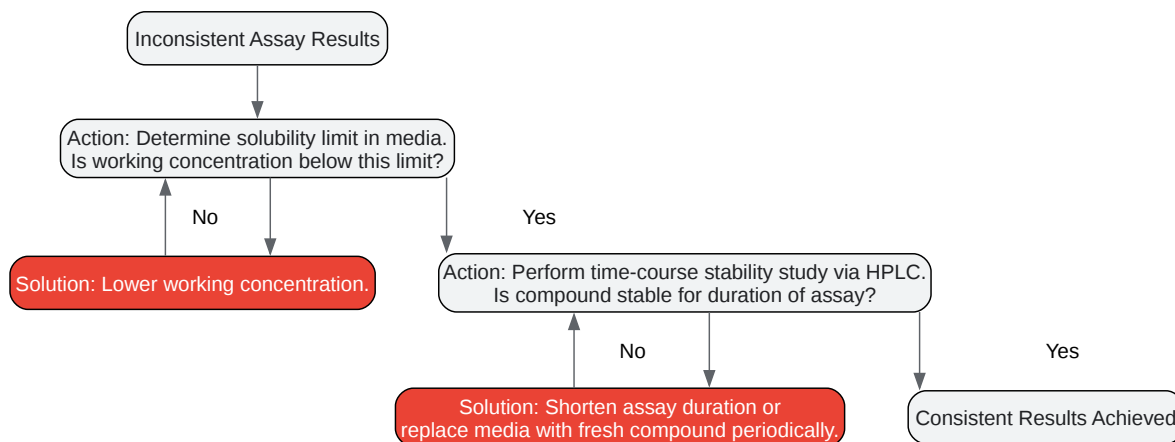 Inconsistent Assay Results
Action: Determine solubility limit in media.
Is working concentration below this limit?
No
Yes
Solution: Lower working concentration.
Action: Perform time-course stability study via HPLC.
Is compound stable for duration of assay?
No
Yes
Solution: Shorten assay duration or
replace media with fresh compound periodically.
Consistent Results Achieved